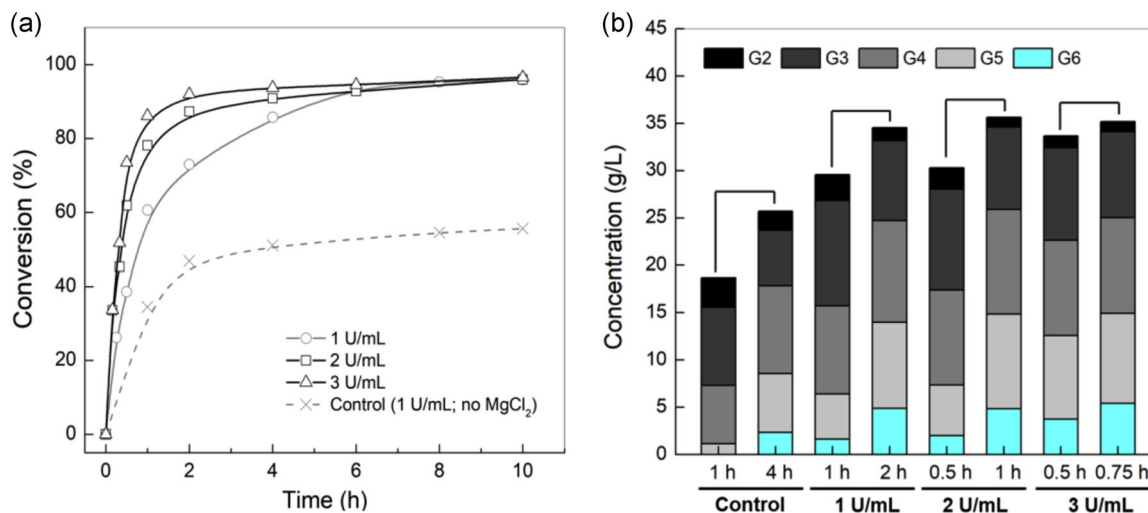 (a)
Conversion (%)
100
80
60
40
20
0
0
2
4
6
8
10
Time (h)
1 U/mL
2 U/mL
3 U/mL
Control (1 U/mL; no MgCl₂)
(b)
Concentration (g/L)
45
40
35
30
25
20
15
10
5
0
G2 G3 G4 G5 G6
1 h 4 h 1 h 2 h 0.5 h 1 h 0.5 h 0.75 h
Control 1 U/mL 2 U/mL 3 U/mL